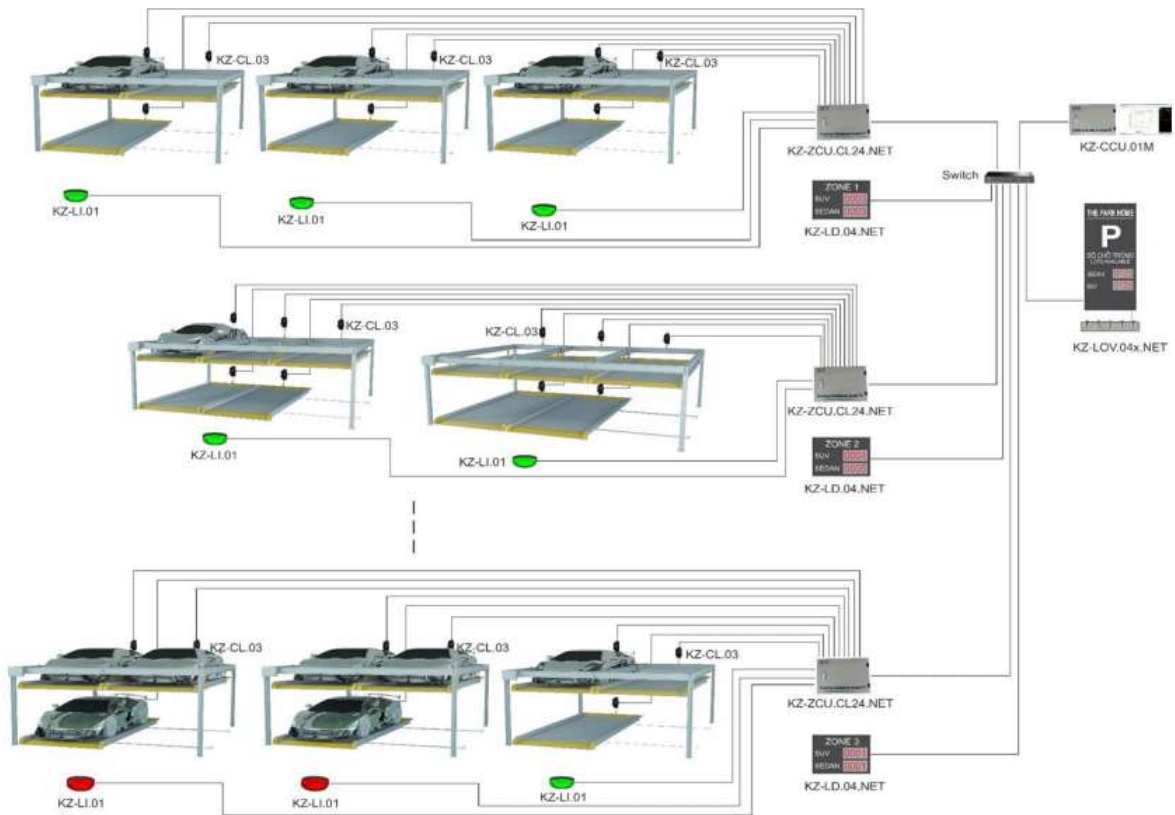 KZ-CL.03
KZ-CL.03
KZ-CL.03
KZ-ZCU.CL24.NET
KZ-CCU.01M
Switch
KZ-LI.01
KZ-LI.01
KZ-LI.01
ZONE 1
SUV
SEDAN
KZ-LD.04.NET
THE PARK HOME
P
SỐ CHỖ TRỐNG
SEDAN
SUV
KZ-LOV.04x.NET
KZ-CL.03
KZ-CL.03
KZ-ZCU.CL24.NET
KZ-LI.01
KZ-LI.01
ZONE 2
SUV
SEDAN
KZ-LD.04.NET
KZ-CL.03
KZ-CL.03
KZ-CL.03
KZ-ZCU.CL24.NET
KZ-LI.01
KZ-LI.01
KZ-LI.01
ZONE 3
SUV 0001
SEDAN 0001
KZ-LD.04.NET